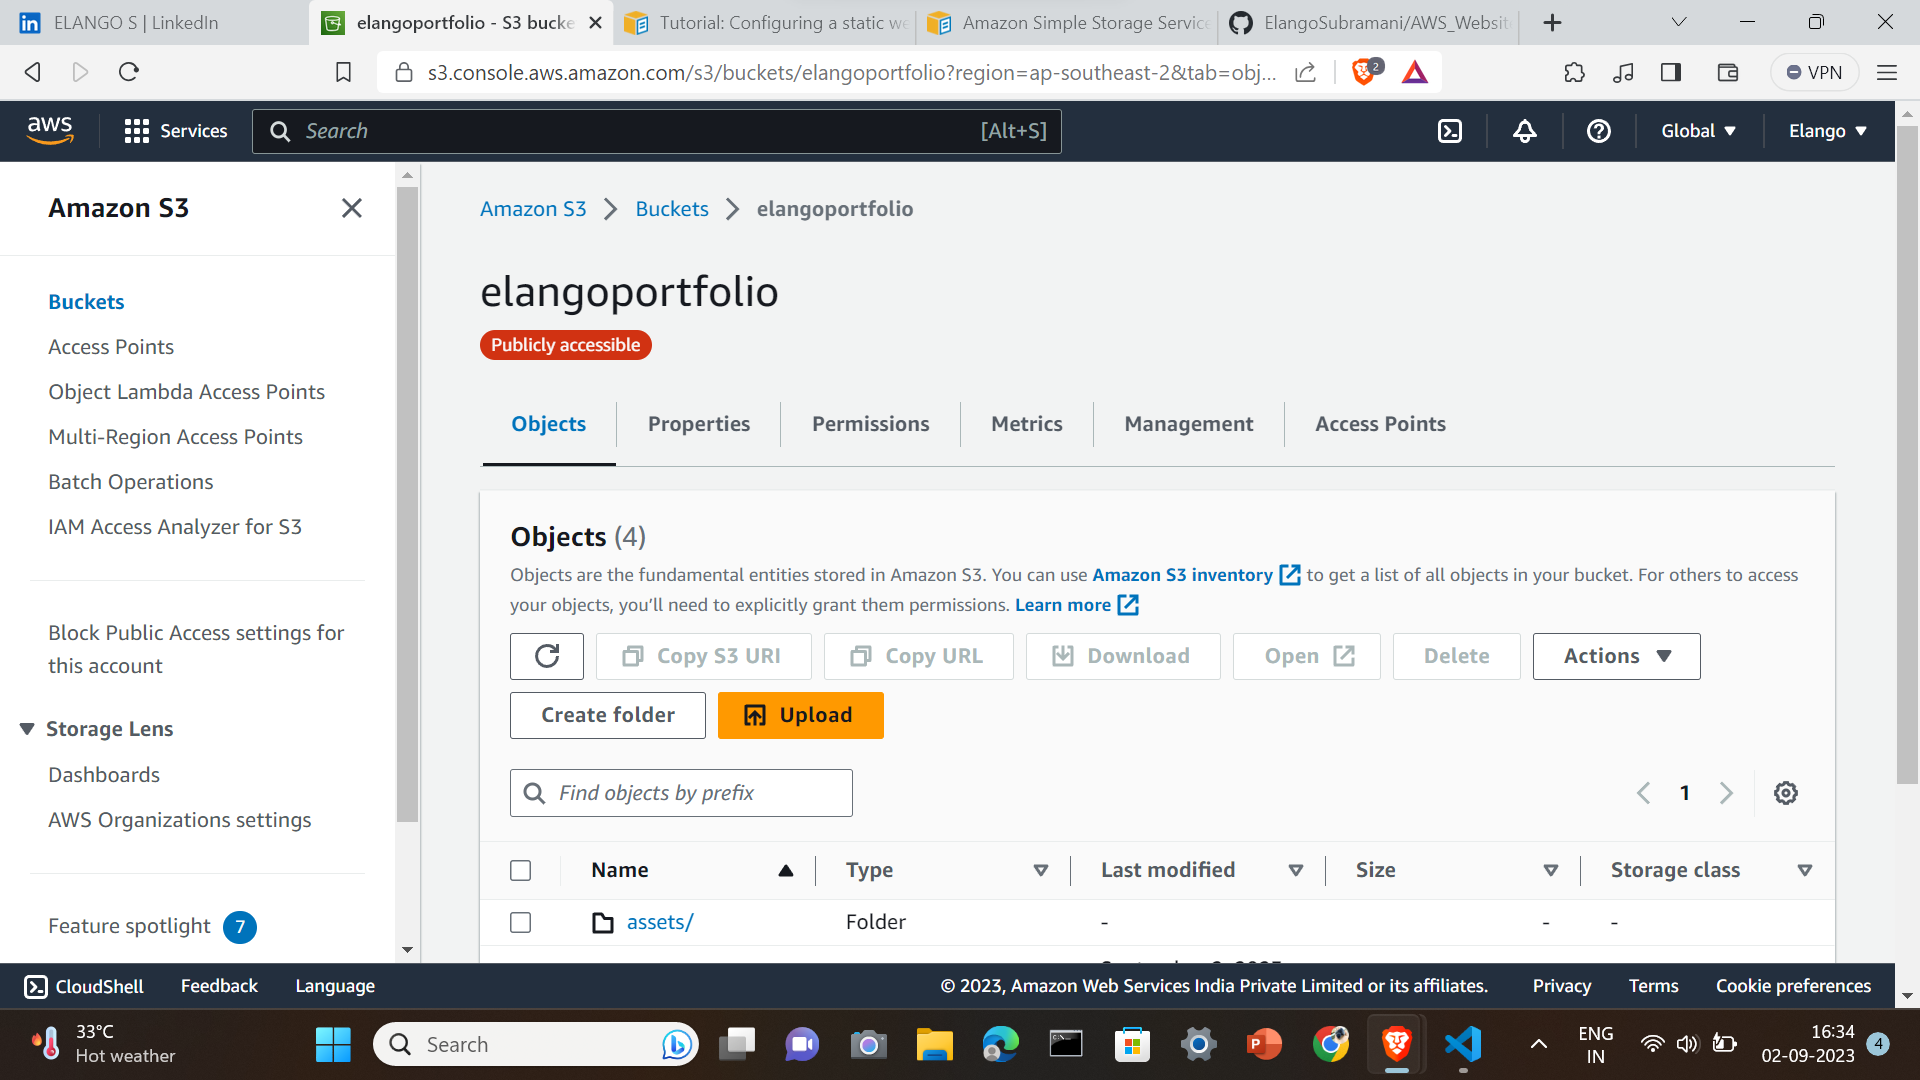 ELANGO S | LinkedIn
elangoportfolio - S3 bucke
Tutorial: Configuring a static we
Amazon Simple Storage Service
ElangoSubramani/AWS_Websit
s3.console.aws.amazon.com/s3/buckets/elangoportfolio?region=ap-southeast-2&tab=obj...
2
VPN
aws
Services
Search
[Alt+S]
Global
Elango
Amazon S3
Buckets
Access Points
Object Lambda Access Points
Multi-Region Access Points
Batch Operations
IAM Access Analyzer for S3
Block Public Access settings for
this account
Storage Lens
Dashboards
AWS Organizations settings
Feature spotlight 7
Amazon S3
Buckets
elangoportfolio
elangoportfolio
Publicly accessible
Objects
Properties
Permissions
Metrics
Management
Access Points
Objects (4)
Objects are the fundamental entities stored in Amazon S3. You can use Amazon S3 inventory to get a list of all objects in your bucket. For others to access
your objects, you'll need to explicitly grant them permissions. Learn more
Copy S3 URI
Copy URL
Download
Open
Delete
Actions
Create folder
Upload
Find objects by prefix
1
Name
Type
Last modified
Size
Storage class
assets/
Folder
-
-
-
CloudShell
Feedback
Language
© 2023, Amazon Web Services India Private Limited or its affiliates.
Privacy
Terms
Cookie preferences
33°C
Hot weather
Search
ENG
IN
16:34
02-09-2023
4